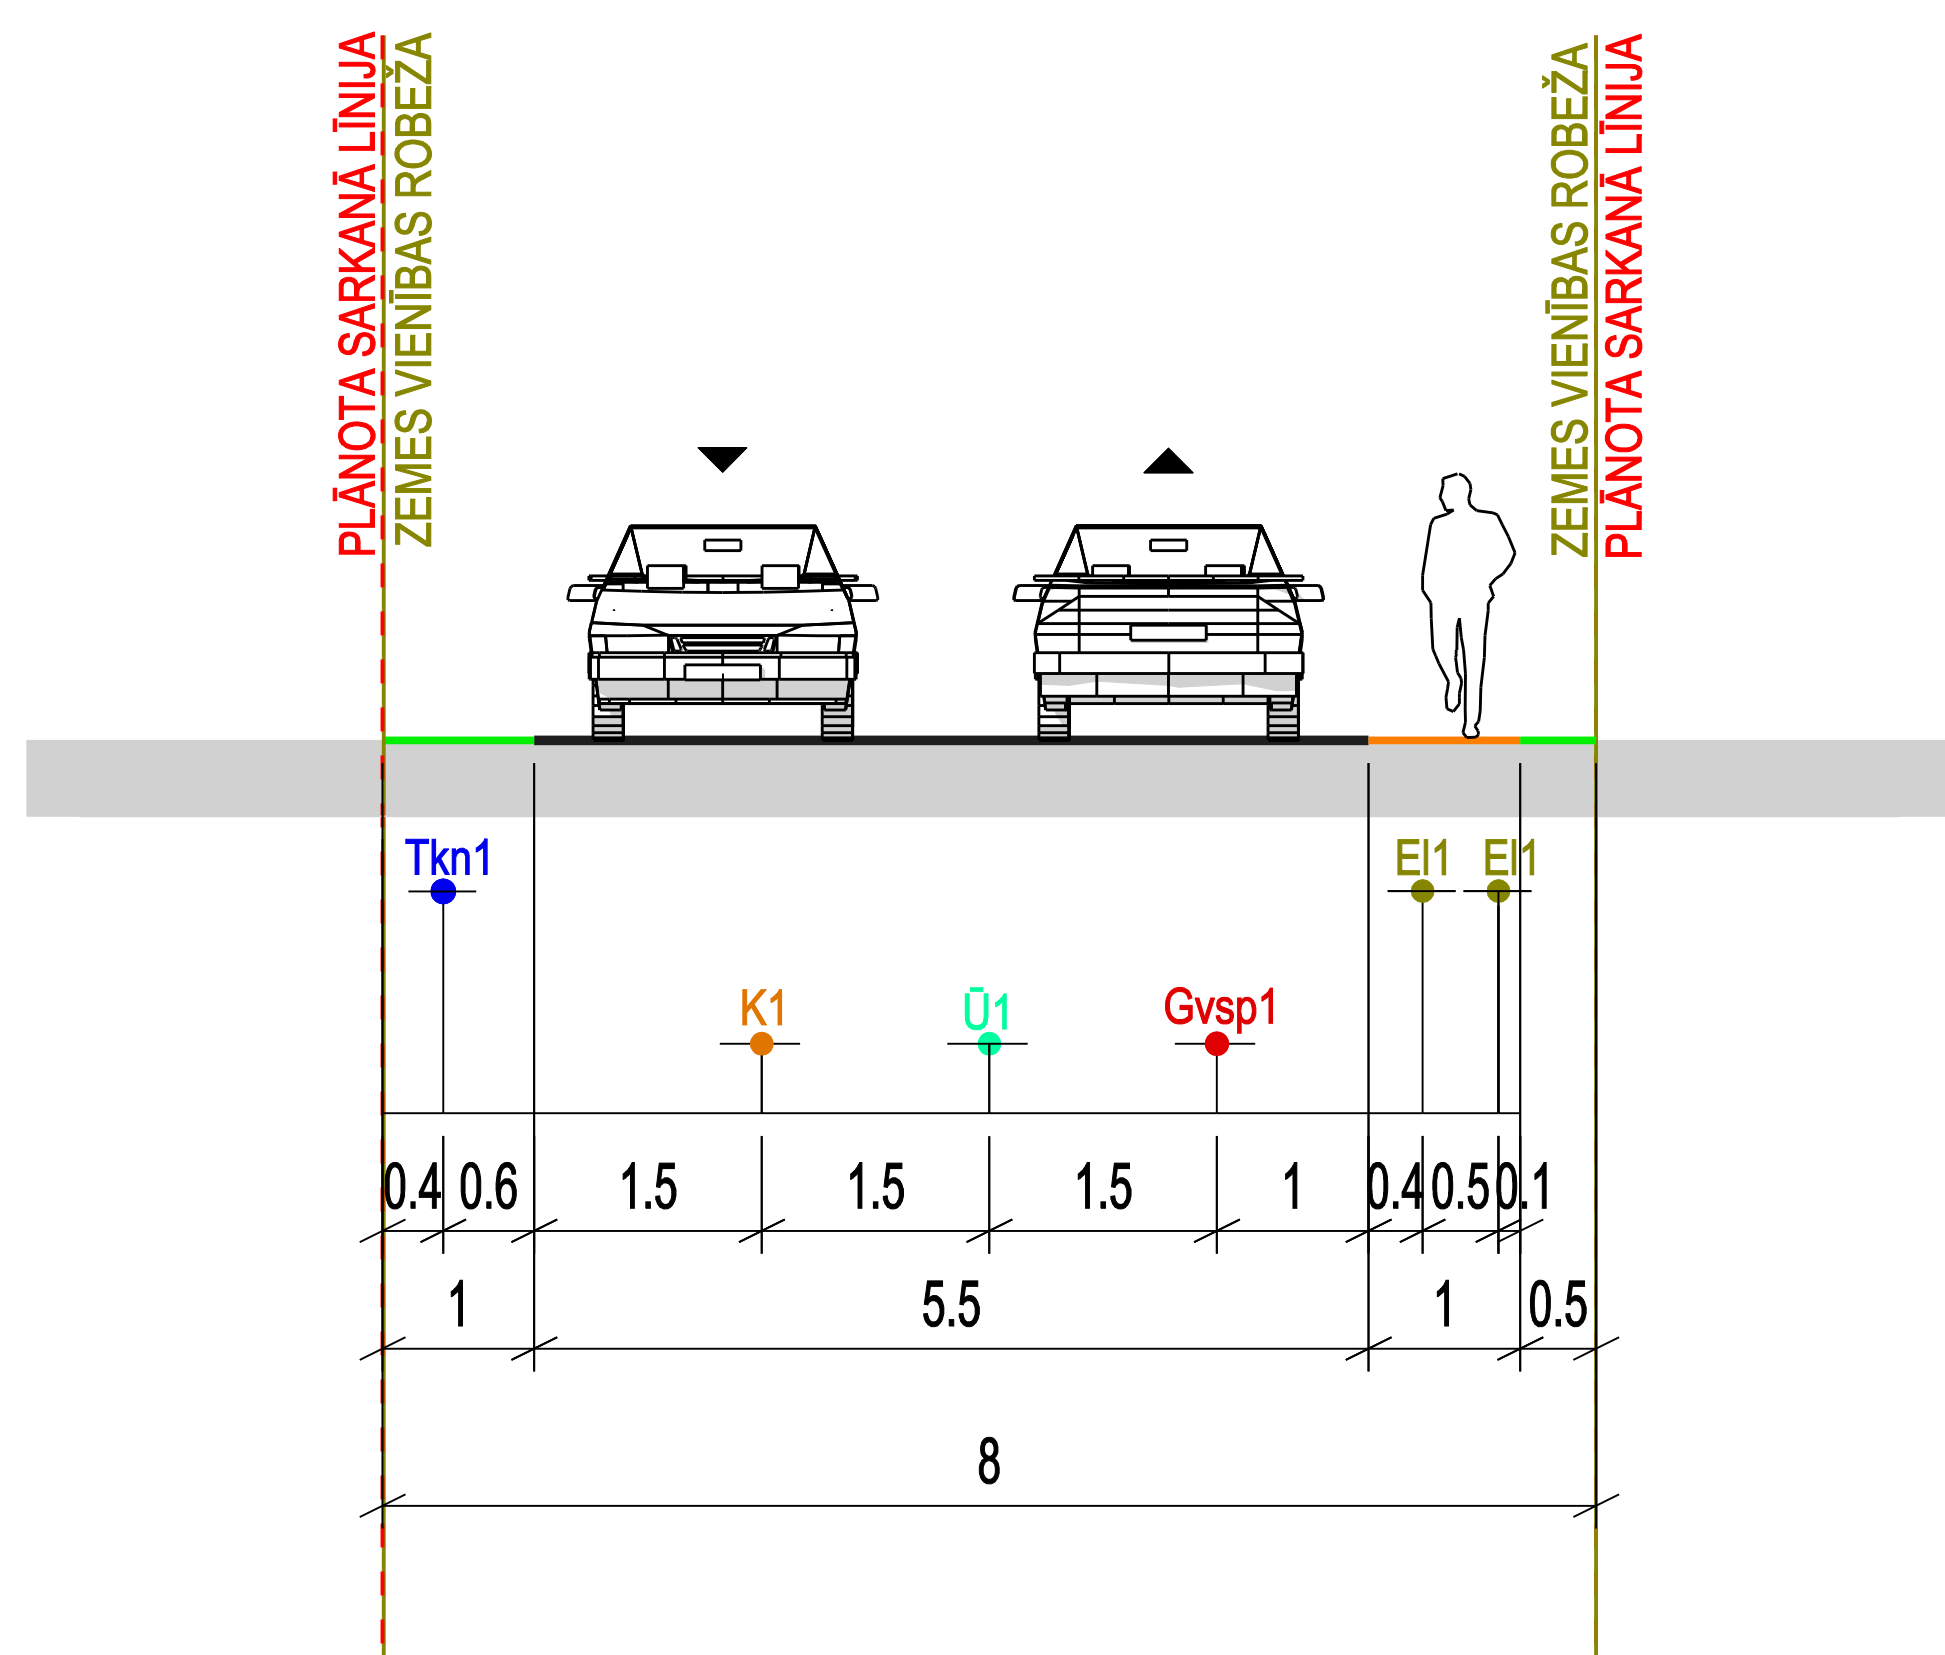 PLĀNOTA SARKANĀ LĪNIJA
ZEMES VIENĪBAS ROBEŽA
ZEMES VIENĪBAS ROBEŽA
PLĀNOTA SARKANĀ LĪNIJA
Tkn1 El1 El1
K1 Ū1 Gvsp1
0.4 0.6 1.5 1.5 1.5 1 0.4 0.5 0.1
1 5.5 1 0.5
8